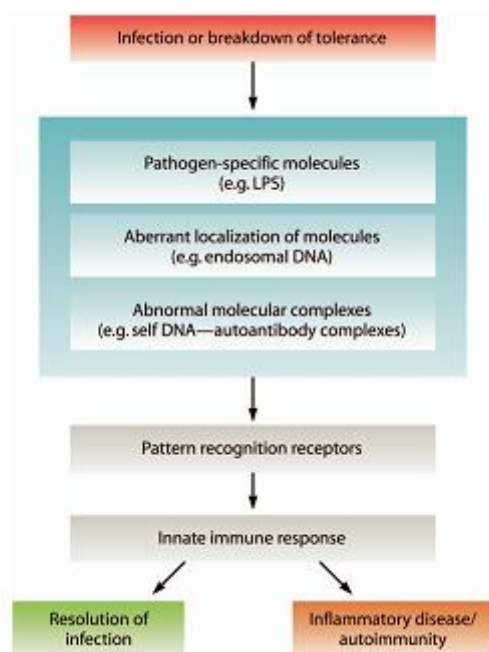 Infection or breakdown of tolerance
Pathogen-specific molecules
(e.g. LPS)
Aberrant localization of molecules
(e.g. endosomal DNA)
Abnormal molecular complexes
(e.g. self DNA—autoantibody complexes)
Pattern recognition receptors
Innate immune response
Resolution of
infection
Inflammatory disease/
autoimmunity